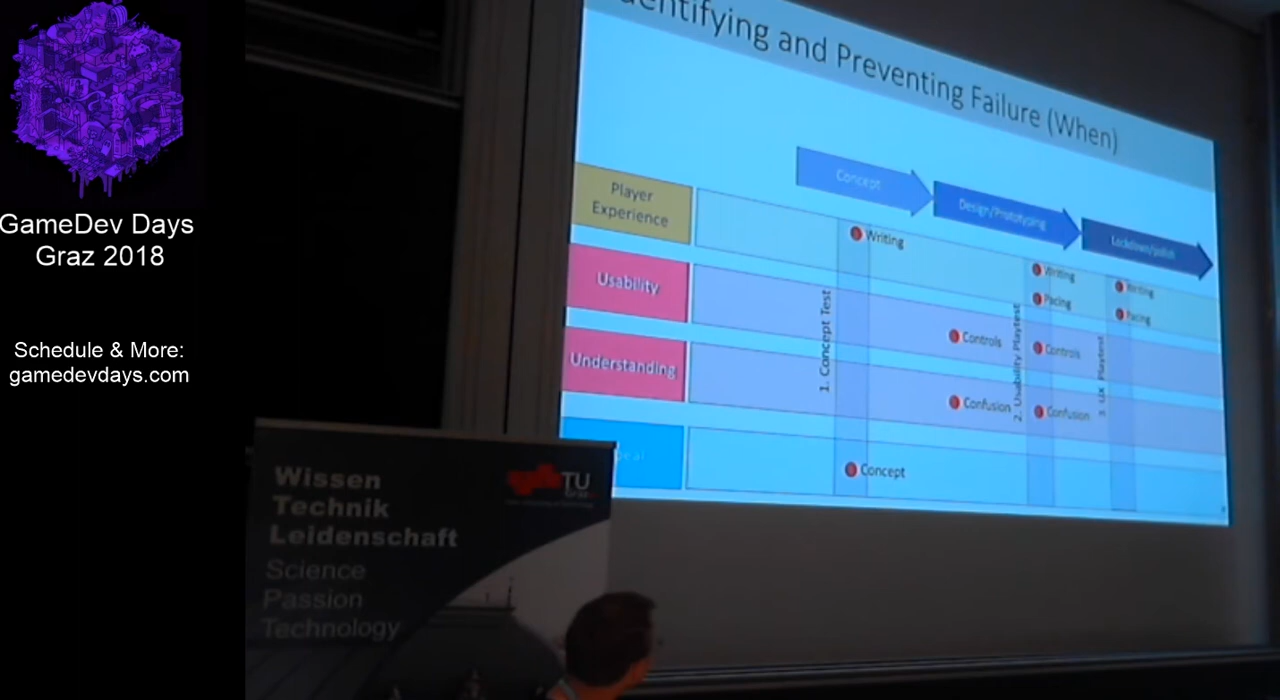 GameDev Days
Graz 2018
Schedule & More:
gamedevdays.com
Identifying and Preventing Failure (When)
Concept
Design/Prototyping
Lockdown/polish
Player
Experience
Writing
Writing
Writing
Pacing
Pacing
Usability
Controls
Controls
Understanding
Confusion
Confusion
Concept
1. Concept Test
2. Usability Playtest
3. UX Playtest
Wissen
Technik
Leidenschaft
TU
Graz
Science
Passion
Technology